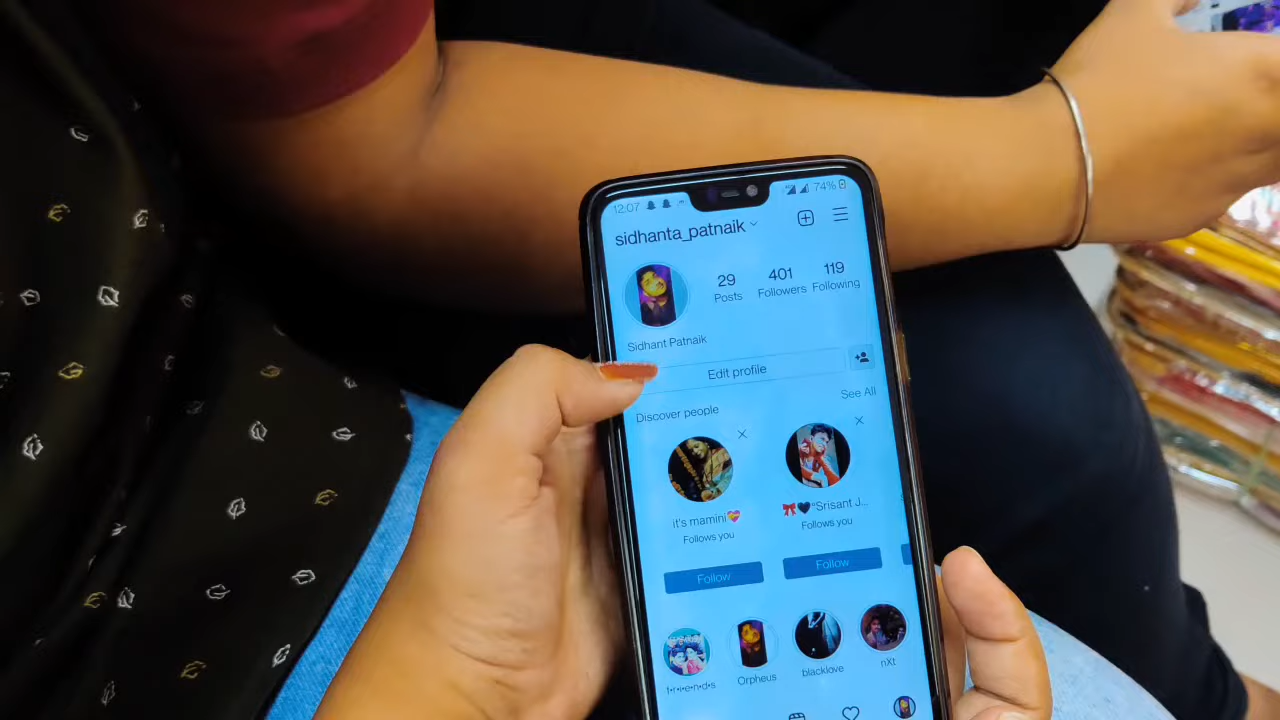 12:07 74%
sidhanta_patnaik
29 401 119
Posts Followers Following
Sidhant Patnaik
Edit profile
Discover people See All
it's mamini💝 🎀🖤"Srisant J...
Follows you Follows you
Follow Follow
f•r•i•e•n•d•s Orpheus blacklove nXt